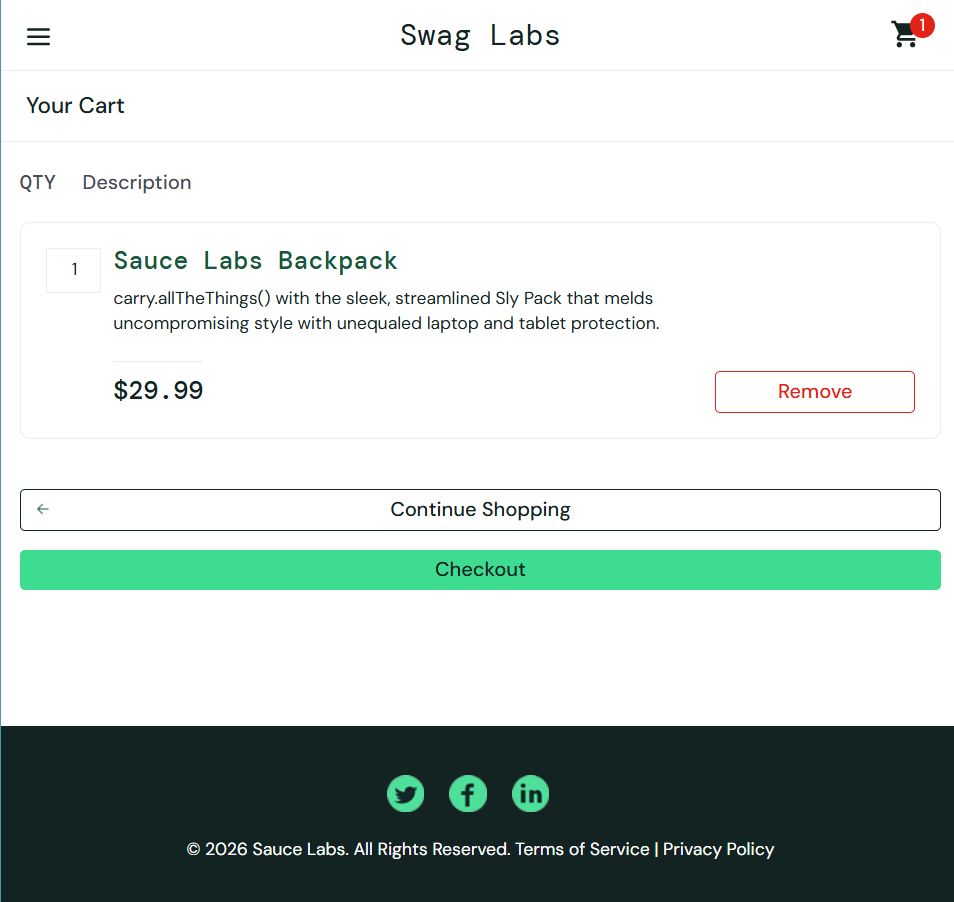 Swag Labs
1
Your Cart
QTY Description
1
Sauce Labs Backpack
carry.allTheThings() with the sleek, streamlined Sly Pack that melds
uncompromising style with unequaled laptop and tablet protection.
$29.99
Remove
Continue Shopping
Checkout
© 2026 Sauce Labs. All Rights Reserved. Terms of Service | Privacy Policy